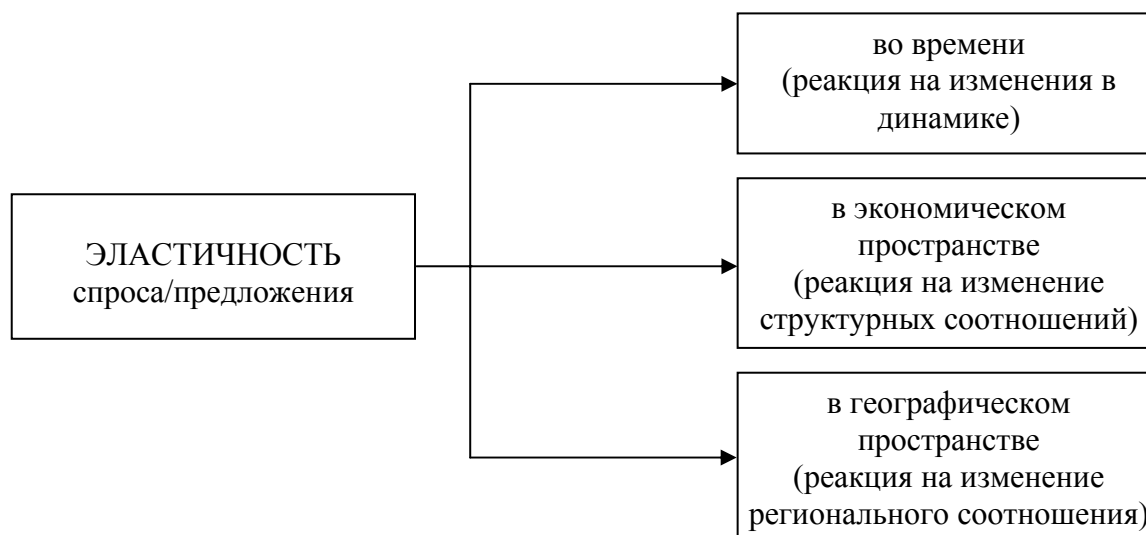 во времени
(реакция на изменения в
динамике)
ЭЛАСТИЧНОСТЬ
спроса/предложения
в экономическом
пространстве
(реакция на изменение
структурных соотношений)
в географическом
пространстве
(реакция на изменение
регионального соотношения)